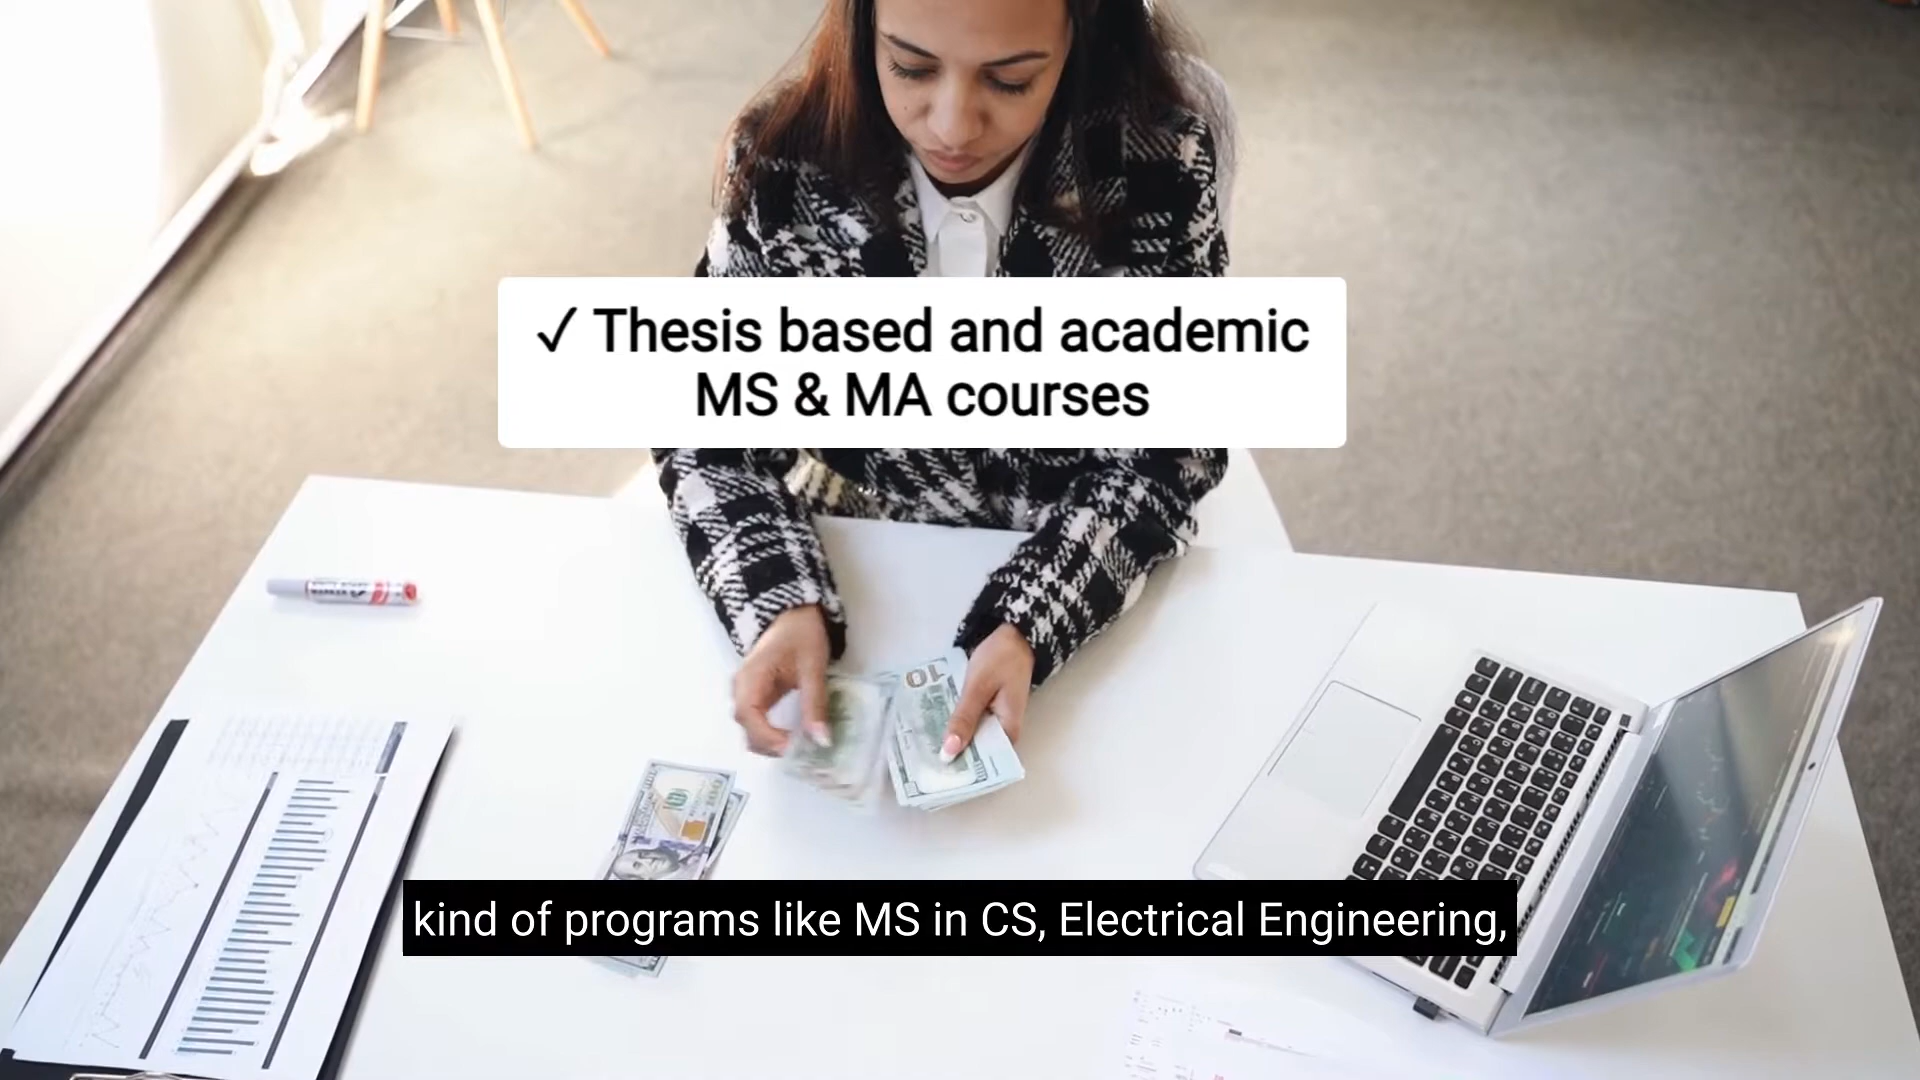 ✓ Thesis based and academic
MS & MA courses
kind of programs like MS in CS, Electrical Engineering,